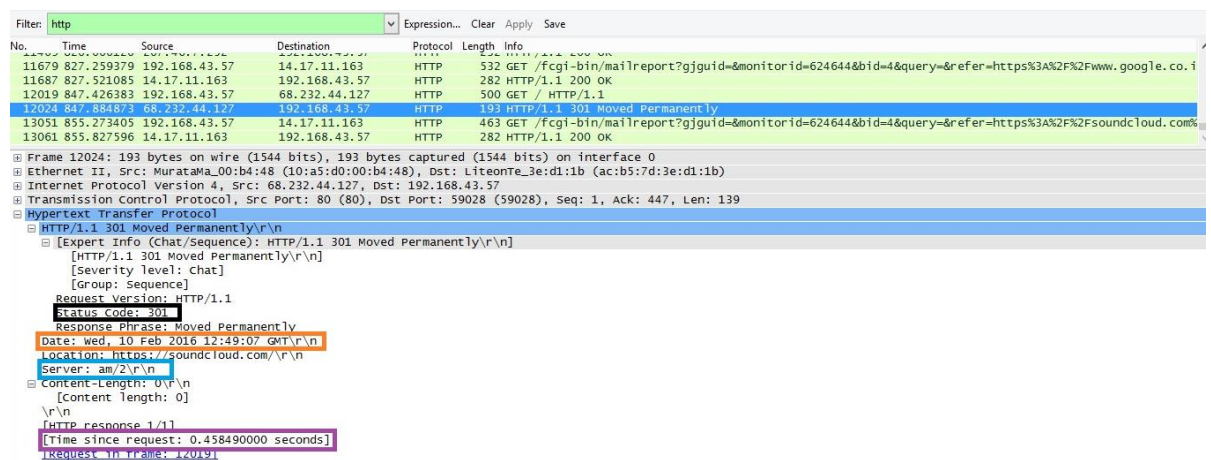 Filter: http Expression... Clear Apply Save
No. Time Source Destination Protocol Length Info
11679 827.259379 192.168.43.57 14.17.11.163 HTTP 532 GET /fcgi-bin/mailreport?gjguid=&monitorid=624644&bid=4&query=&refer=https%3A%2F%2Fwww.google.co.i
11687 827.521085 14.17.11.163 192.168.43.57 HTTP 282 HTTP/1.1 200 OK
12019 847.426383 192.168.43.57 68.232.44.127 HTTP 500 GET / HTTP/1.1
12024 847.884873 68.232.44.127 192.168.43.57 HTTP 193 HTTP/1.1 301 Moved Permanently
13051 855.273405 192.168.43.57 14.17.11.163 HTTP 463 GET /fcgi-bin/mailreport?gjguid=&monitorid=624644&bid=4&query=&refer=https%3A%2F%2Fsoundcloud.com%
13061 855.827596 14.17.11.163 192.168.43.57 HTTP 282 HTTP/1.1 200 OK
Frame 12024: 193 bytes on wire (1544 bits), 193 bytes captured (1544 bits) on interface 0
Ethernet II, Src: MurataMa_00:b4:48 (10:a5:d0:00:b4:48), Dst: LiteonTe_3e:d1:1b (ac:b5:7d:3e:d1:1b)
Internet Protocol Version 4, Src: 68.232.44.127, Dst: 192.168.43.57
Transmission Control Protocol, Src Port: 80 (80), Dst Port: 59028 (59028), Seq: 1, Ack: 447, Len: 139
Hypertext Transfer Protocol
HTTP/1.1 301 Moved Permanently\r\n
[Expert Info (Chat/Sequence): HTTP/1.1 301 Moved Permanently\r\n]
[HTTP/1.1 301 Moved Permanently\r\n]
[Severity level: Chat]
[Group: Sequence]
Request Version: HTTP/1.1
Status Code: 301
Response Phrase: Moved Permanently
Date: Wed, 10 Feb 2016 12:49:07 GMT\r\n
Location: https://soundcloud.com/\r\n
Server: am/2\r\n
Content-Length: 0\r\n
[Content length: 0]
\r\n
[HTTP response 1/1]
[Time since request: 0.458490000 seconds]
[Request in frame: 12019]